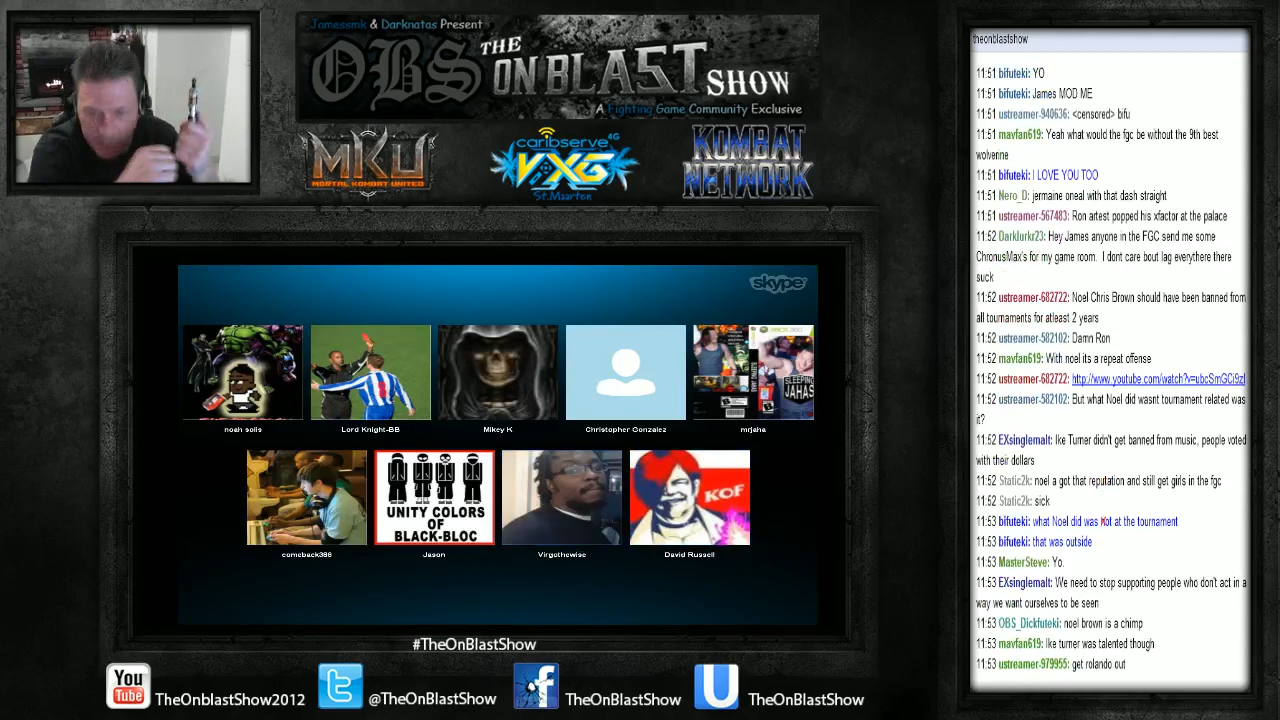 Jamessmk & Darknatas Present
OBS THE ON BLAST SHOW
A Fighting Game Community Exclusive
MKU
MORTAL KOMBAT UNITED
caribserve 4G
VXG
St.Maarten
KOMBAT
NETWORK
skype
noah solis
Lord Knight-BB
Mikey K
Christopher Gonzalez
XBOX 360
SLEEPING
JAHAS
mrjaha
comeback386
UNITY COLORS
OF
BLACK-BLOC
Jason
Virgothewise
KOF
David Russell
#TheOnBlastShow
You
Tube
TheOnblastShow2012
@TheOnBlastShow
TheOnBlastShow
TheOnBlastShow
theonblastshow
11:51 bifuteki: YO
11:51 bifuteki: James MOD ME
11:51 ustreamer-940636: <censored> bifu
11:51 mavfan619: Yeah what would the fgc be without the 9th best
wolverine
11:51 bifuteki: I LOVE YOU TOO
11:51 Nero_D: jermaine oneal with that dash straight
11:51 ustreamer-567483: Ron artest popped his xfactor at the palace
11:52 Darklurkr23: Hey James anyone in the FGC send me some
ChronusMax's for my game room. I dont care bout lag everythere there
suck
11:52 ustreamer-682722: Noel Chris Brown should have been banned from
all tournaments for atleast 2 years
11:52 ustreamer-582102: Damn Ron
11:52 mavfan619: With noel its a repeat offense
11:52 ustreamer-682722: http://www.youtube.com/watch?v=ubcSmGCi9zI
11:52 ustreamer-582102: But what Noel did wasnt tournament related was
it?
11:52 EXsinglemalt: Ike Turner didn't get banned from music, people voted
with their dollars
11:52 Static2k: noel a got that reputation and still get girls in the fgc
11:52 Static2k: sick
11:53 bifuteki: what Noel did was not at the tournament
11:53 bifuteki: that was outside
11:53 MasterSteve: Yo.
11:53 EXsinglemalt: We need to stop supporting people who don't act in a
way we want ourselves to be seen
11:53 OBS_Dickfuteki: noel brown is a chimp
11:53 mavfan619: Ike turner was talented though
11:53 ustreamer-979955: get rolando out